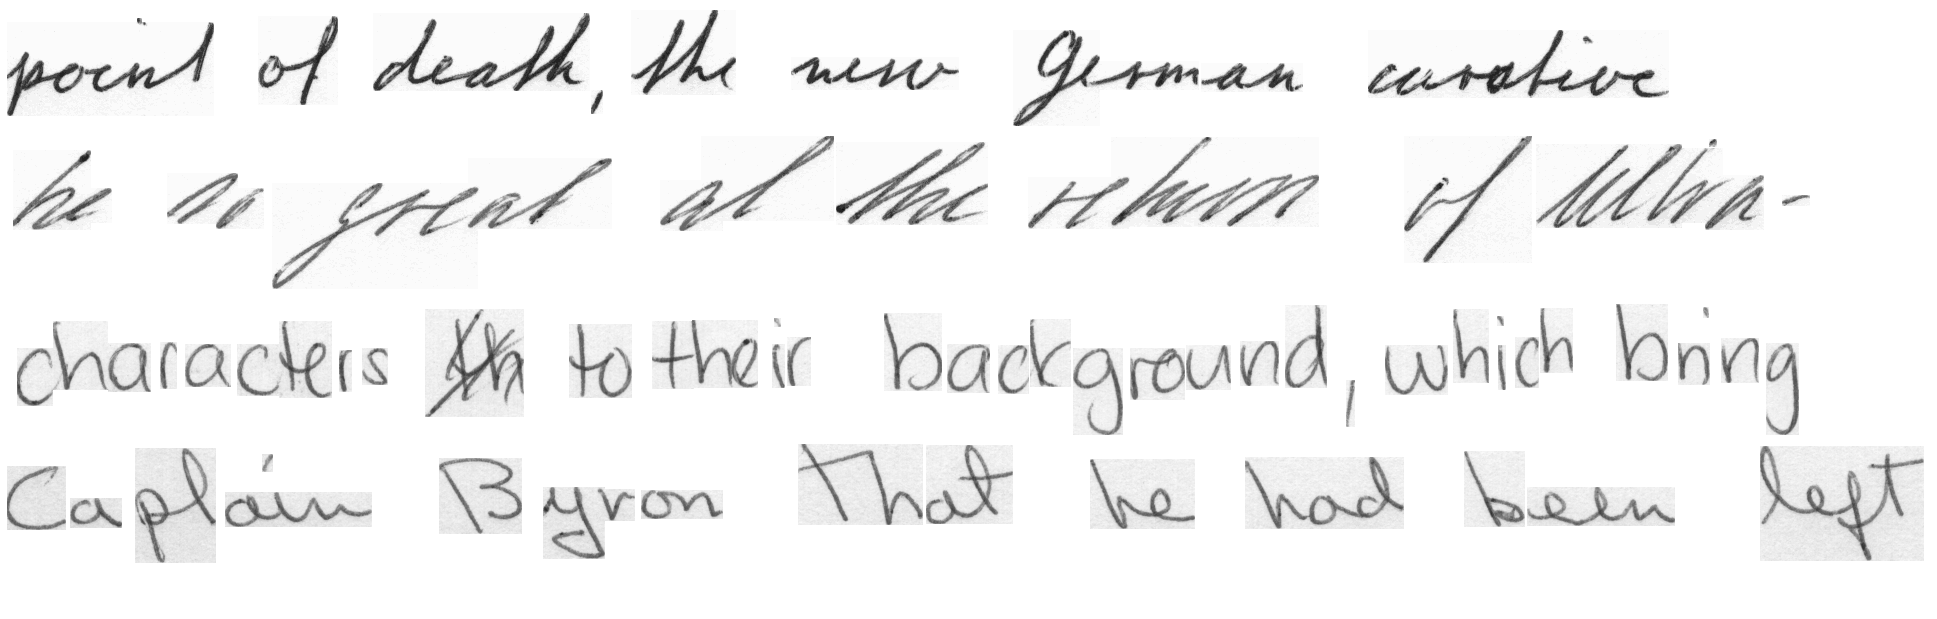 point of death, the new German curative
be so great at the return of Ultra-
characters to their background, which bring
Captain Byron that he had been left